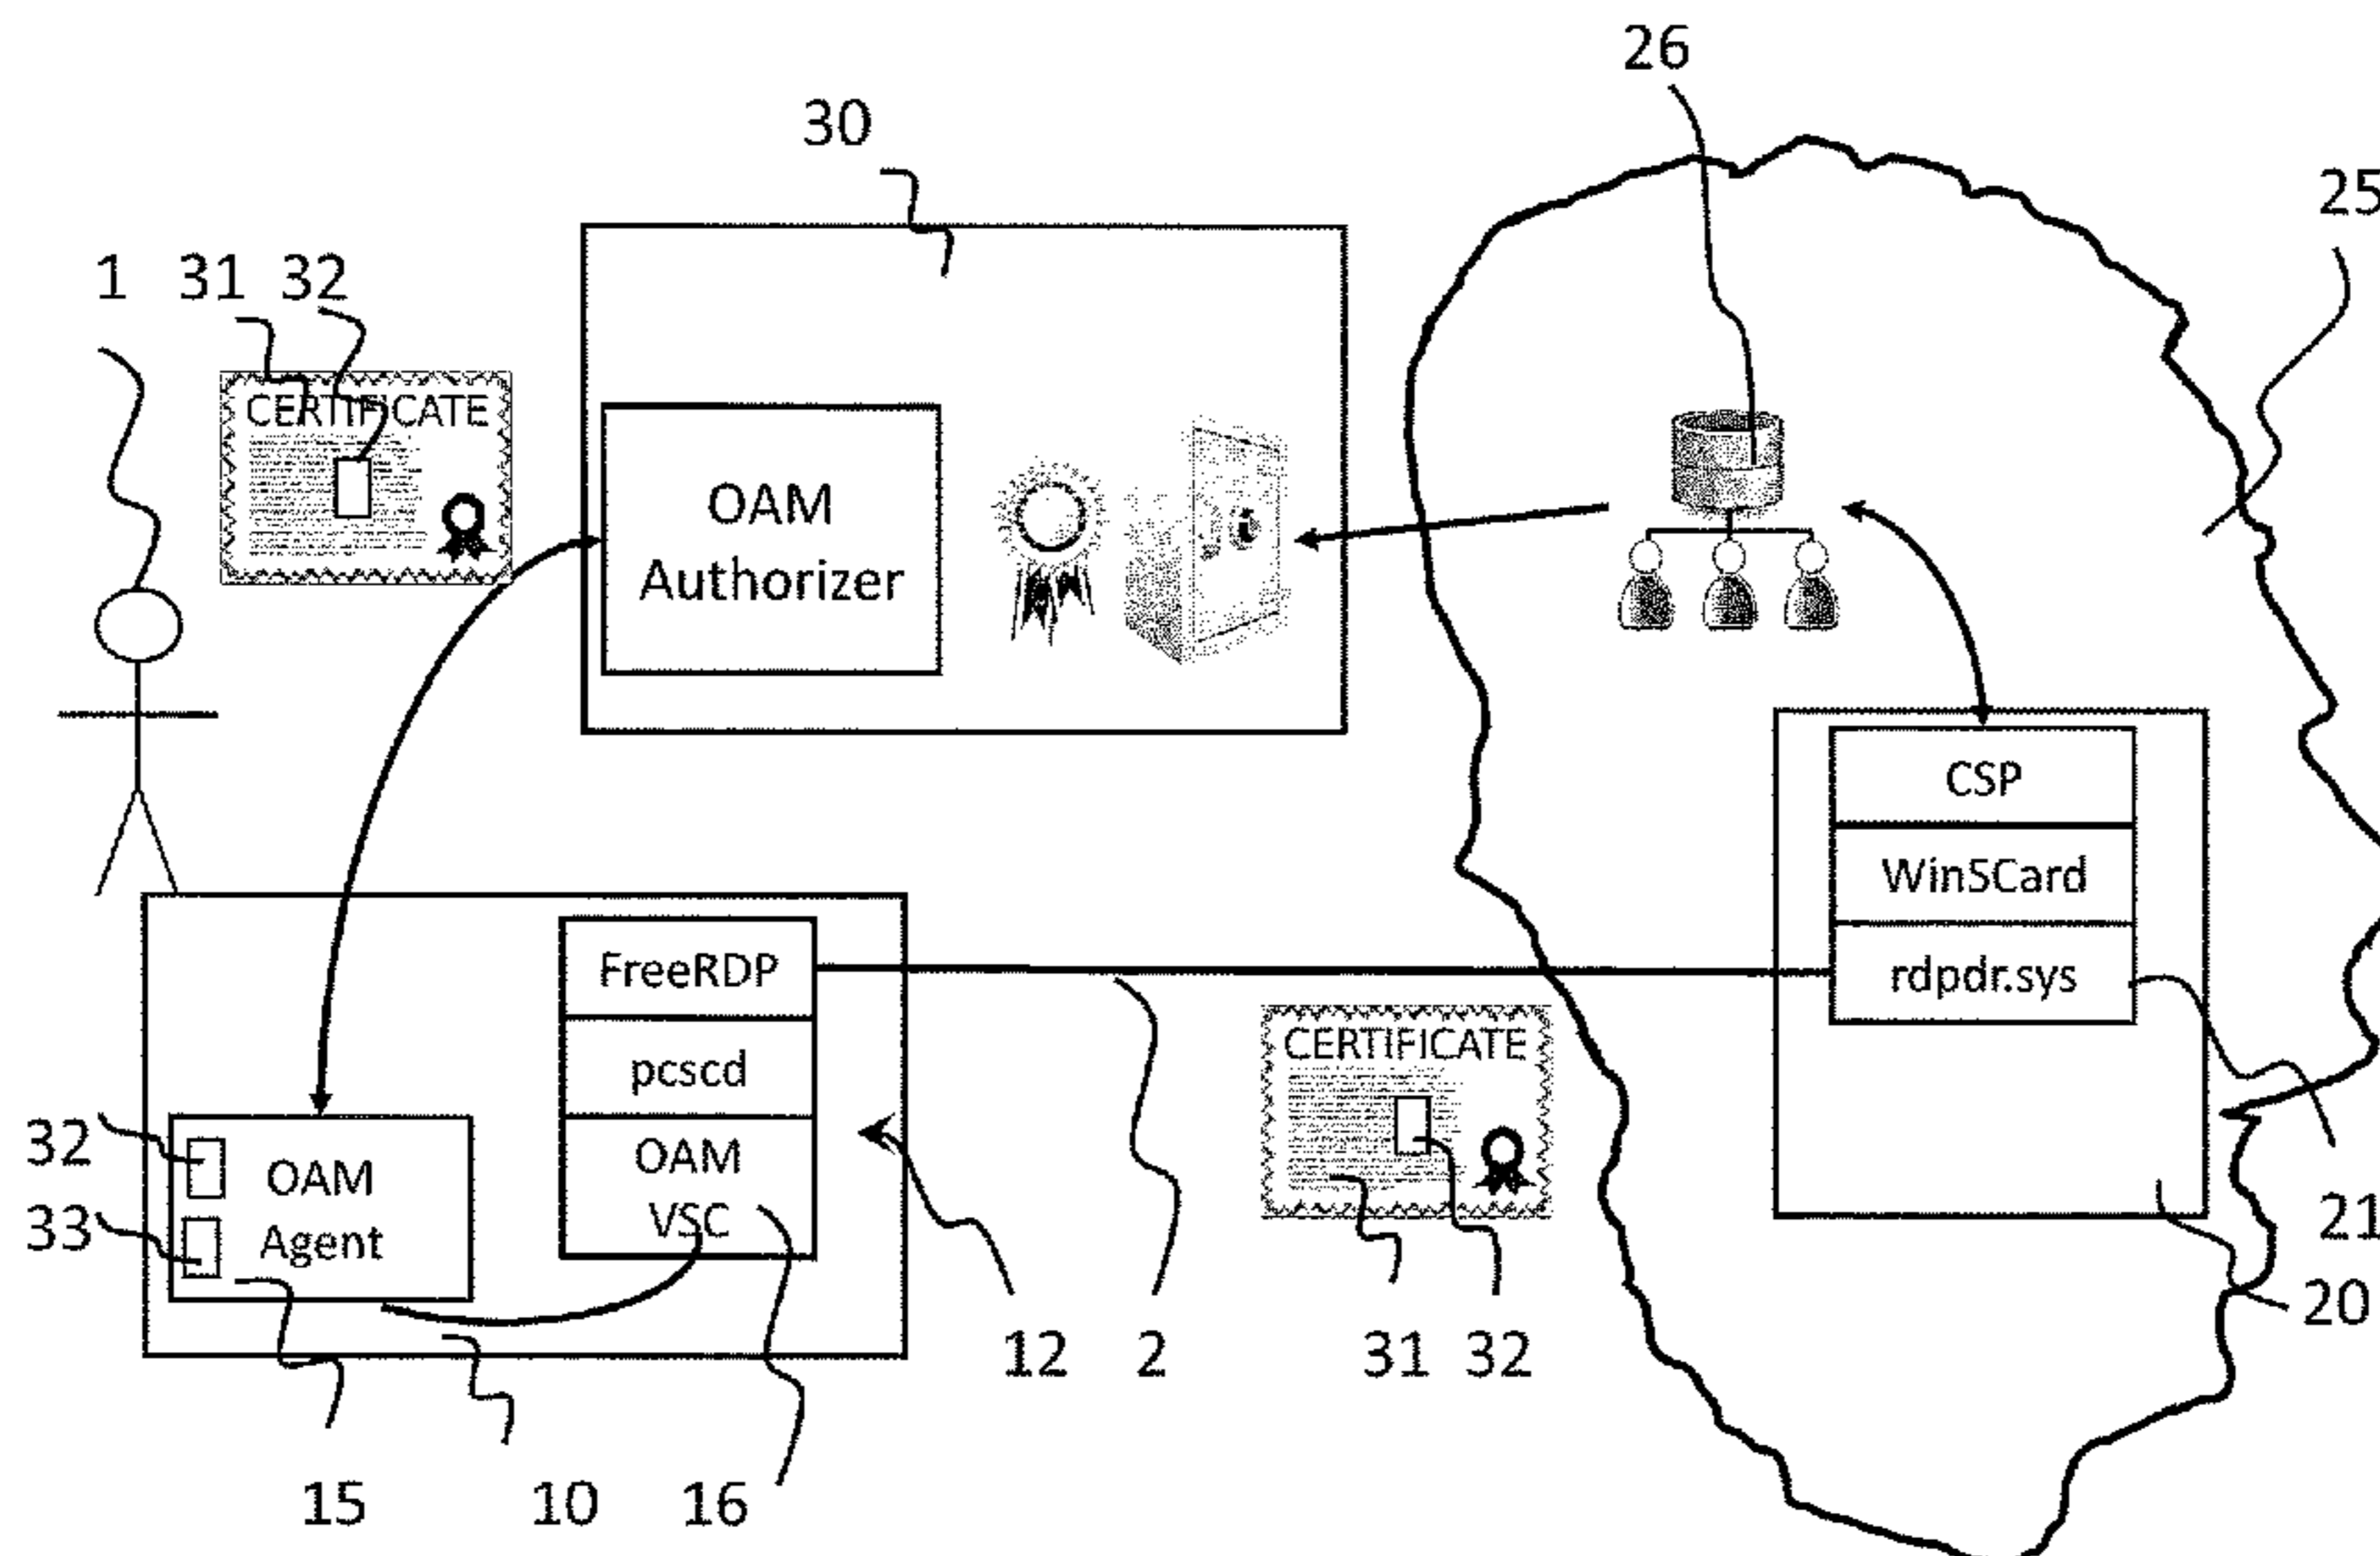 26
30
25
1 31 32
CERTIFICATE
OAM
Authorizer
CSP
WinSCard
rdpdr.sys
FreeRDP
pcscd
OAM
VSC
CERTIFICATE
32
33
OAM
Agent
21
20
12 2 31 32
15 10 16